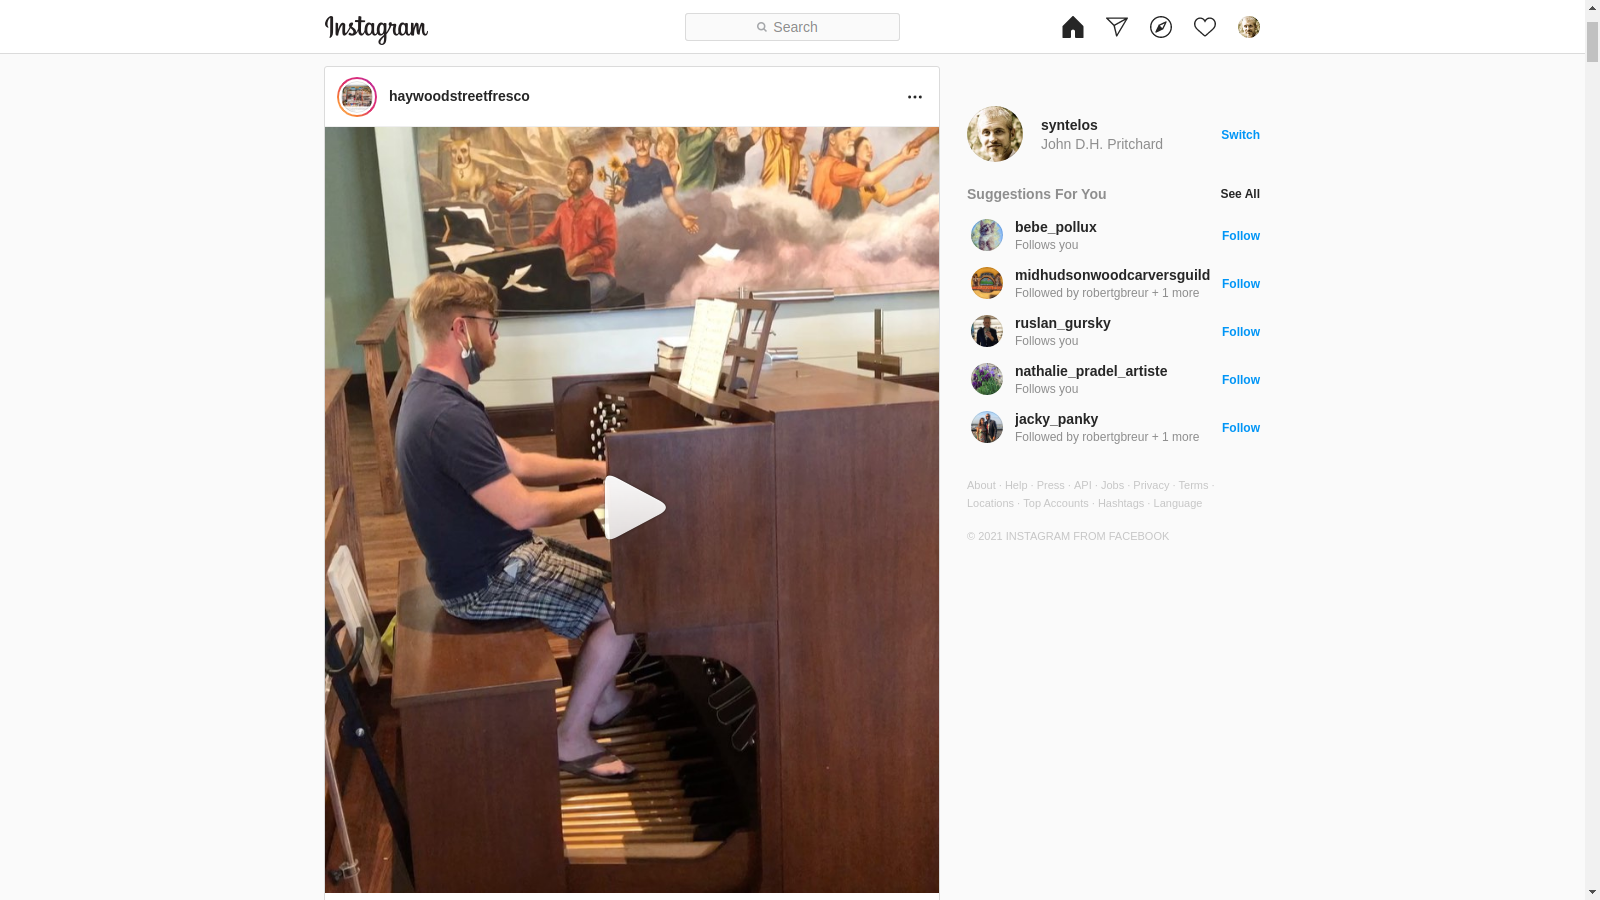 Instagram
Search
haywoodstreetfresco
syntelos
John D.H. Pritchard
Switch
Suggestions For You
See All
bebe_pollux
Follows you
Follow
midhudsonwoodcarversguild
Followed by robertgbreur + 1 more
Follow
ruslan_gursky
Follows you
Follow
nathalie_pradel_artiste
Follows you
Follow
jacky_panky
Followed by robertgbreur + 1 more
Follow
About · Help · Press · API · Jobs · Privacy · Terms ·
Locations · Top Accounts · Hashtags · Language
© 2021 INSTAGRAM FROM FACEBOOK